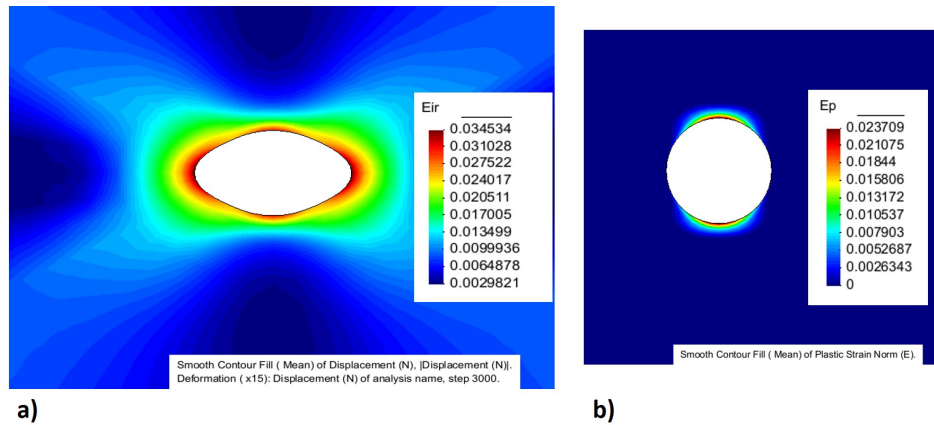 Eir
0.034534
0.031028
0.027522
0.024017
0.020511
0.017005
0.013499
0.0099936
0.0064878
0.0029821
Smooth Contour Fill ( Mean) of Displacement (N), |Displacement (N)|.
Deformation ( x15): Displacement (N) of analysis name, step 3000.
a)
Ep
0.023709
0.021075
0.01844
0.015806
0.013172
0.010537
0.007903
0.0052687
0.0026343
0
Smooth Contour Fill ( Mean) of Plastic Strain Norm (E).
b)